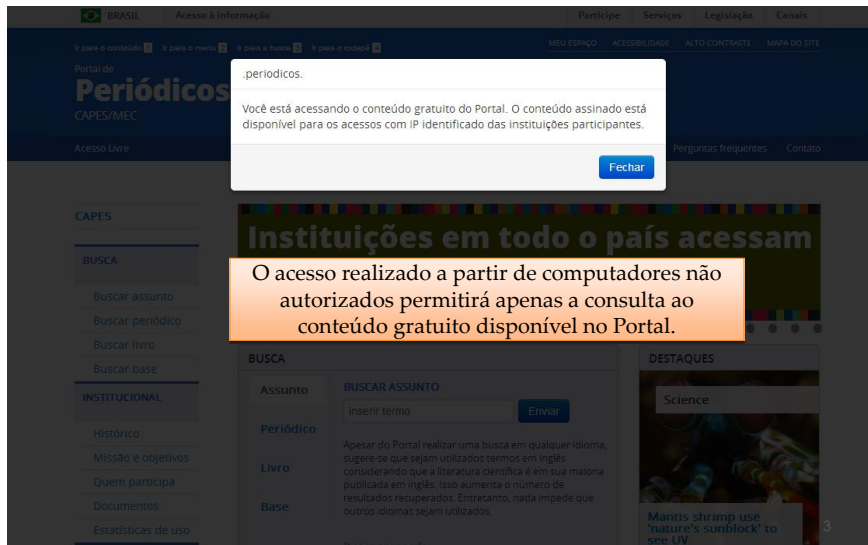 BRASIL Acesso à informação Participe Serviços Legislação Canais
Ir para o conteúdo 1 Ir para o menu 2 Ir para a busca 3 Ir para o rodapé 4 MEU ESPAÇO ACESSIBILIDADE ALTO CONTRASTE MAPA DO SITE
Portal de
Periódicos
CAPES/MEC
.periodicos.
Você está acessando o conteúdo gratuito do Portal. O conteúdo assinado está
disponível para os acessos com IP identificado das instituições participantes.
Fechar
Acesso Livre Perguntas frequentes Contato
CAPES
BUSCA
Buscar assunto
Buscar periódico
Buscar livro
Buscar base
INSTITUCIONAL
Histórico
Missão e objetivos
Quem participa
Documentos
Estatísticas de uso
Instituições em todo o país acessam
O acesso realizado a partir de computadores não
autorizados permitirá apenas a consulta ao
conteúdo gratuito disponível no Portal.
BUSCA
Assunto
Periódico
Livro
Base
BUSCAR ASSUNTO
Inserir termo Enviar
Apesar do Portal realizar uma busca em qualquer idioma,
sugere-se que sejam utilizados termos em inglês
considerando que a literatura científica é em sua maioria
publicada em inglês. Isso aumenta o número de
resultados recuperados. Entretanto, nada impede que
outros idiomas sejam utilizados.
DESTAQUES
Science
Mantis shrimp use
'nature's sunblock' to
see UV
3